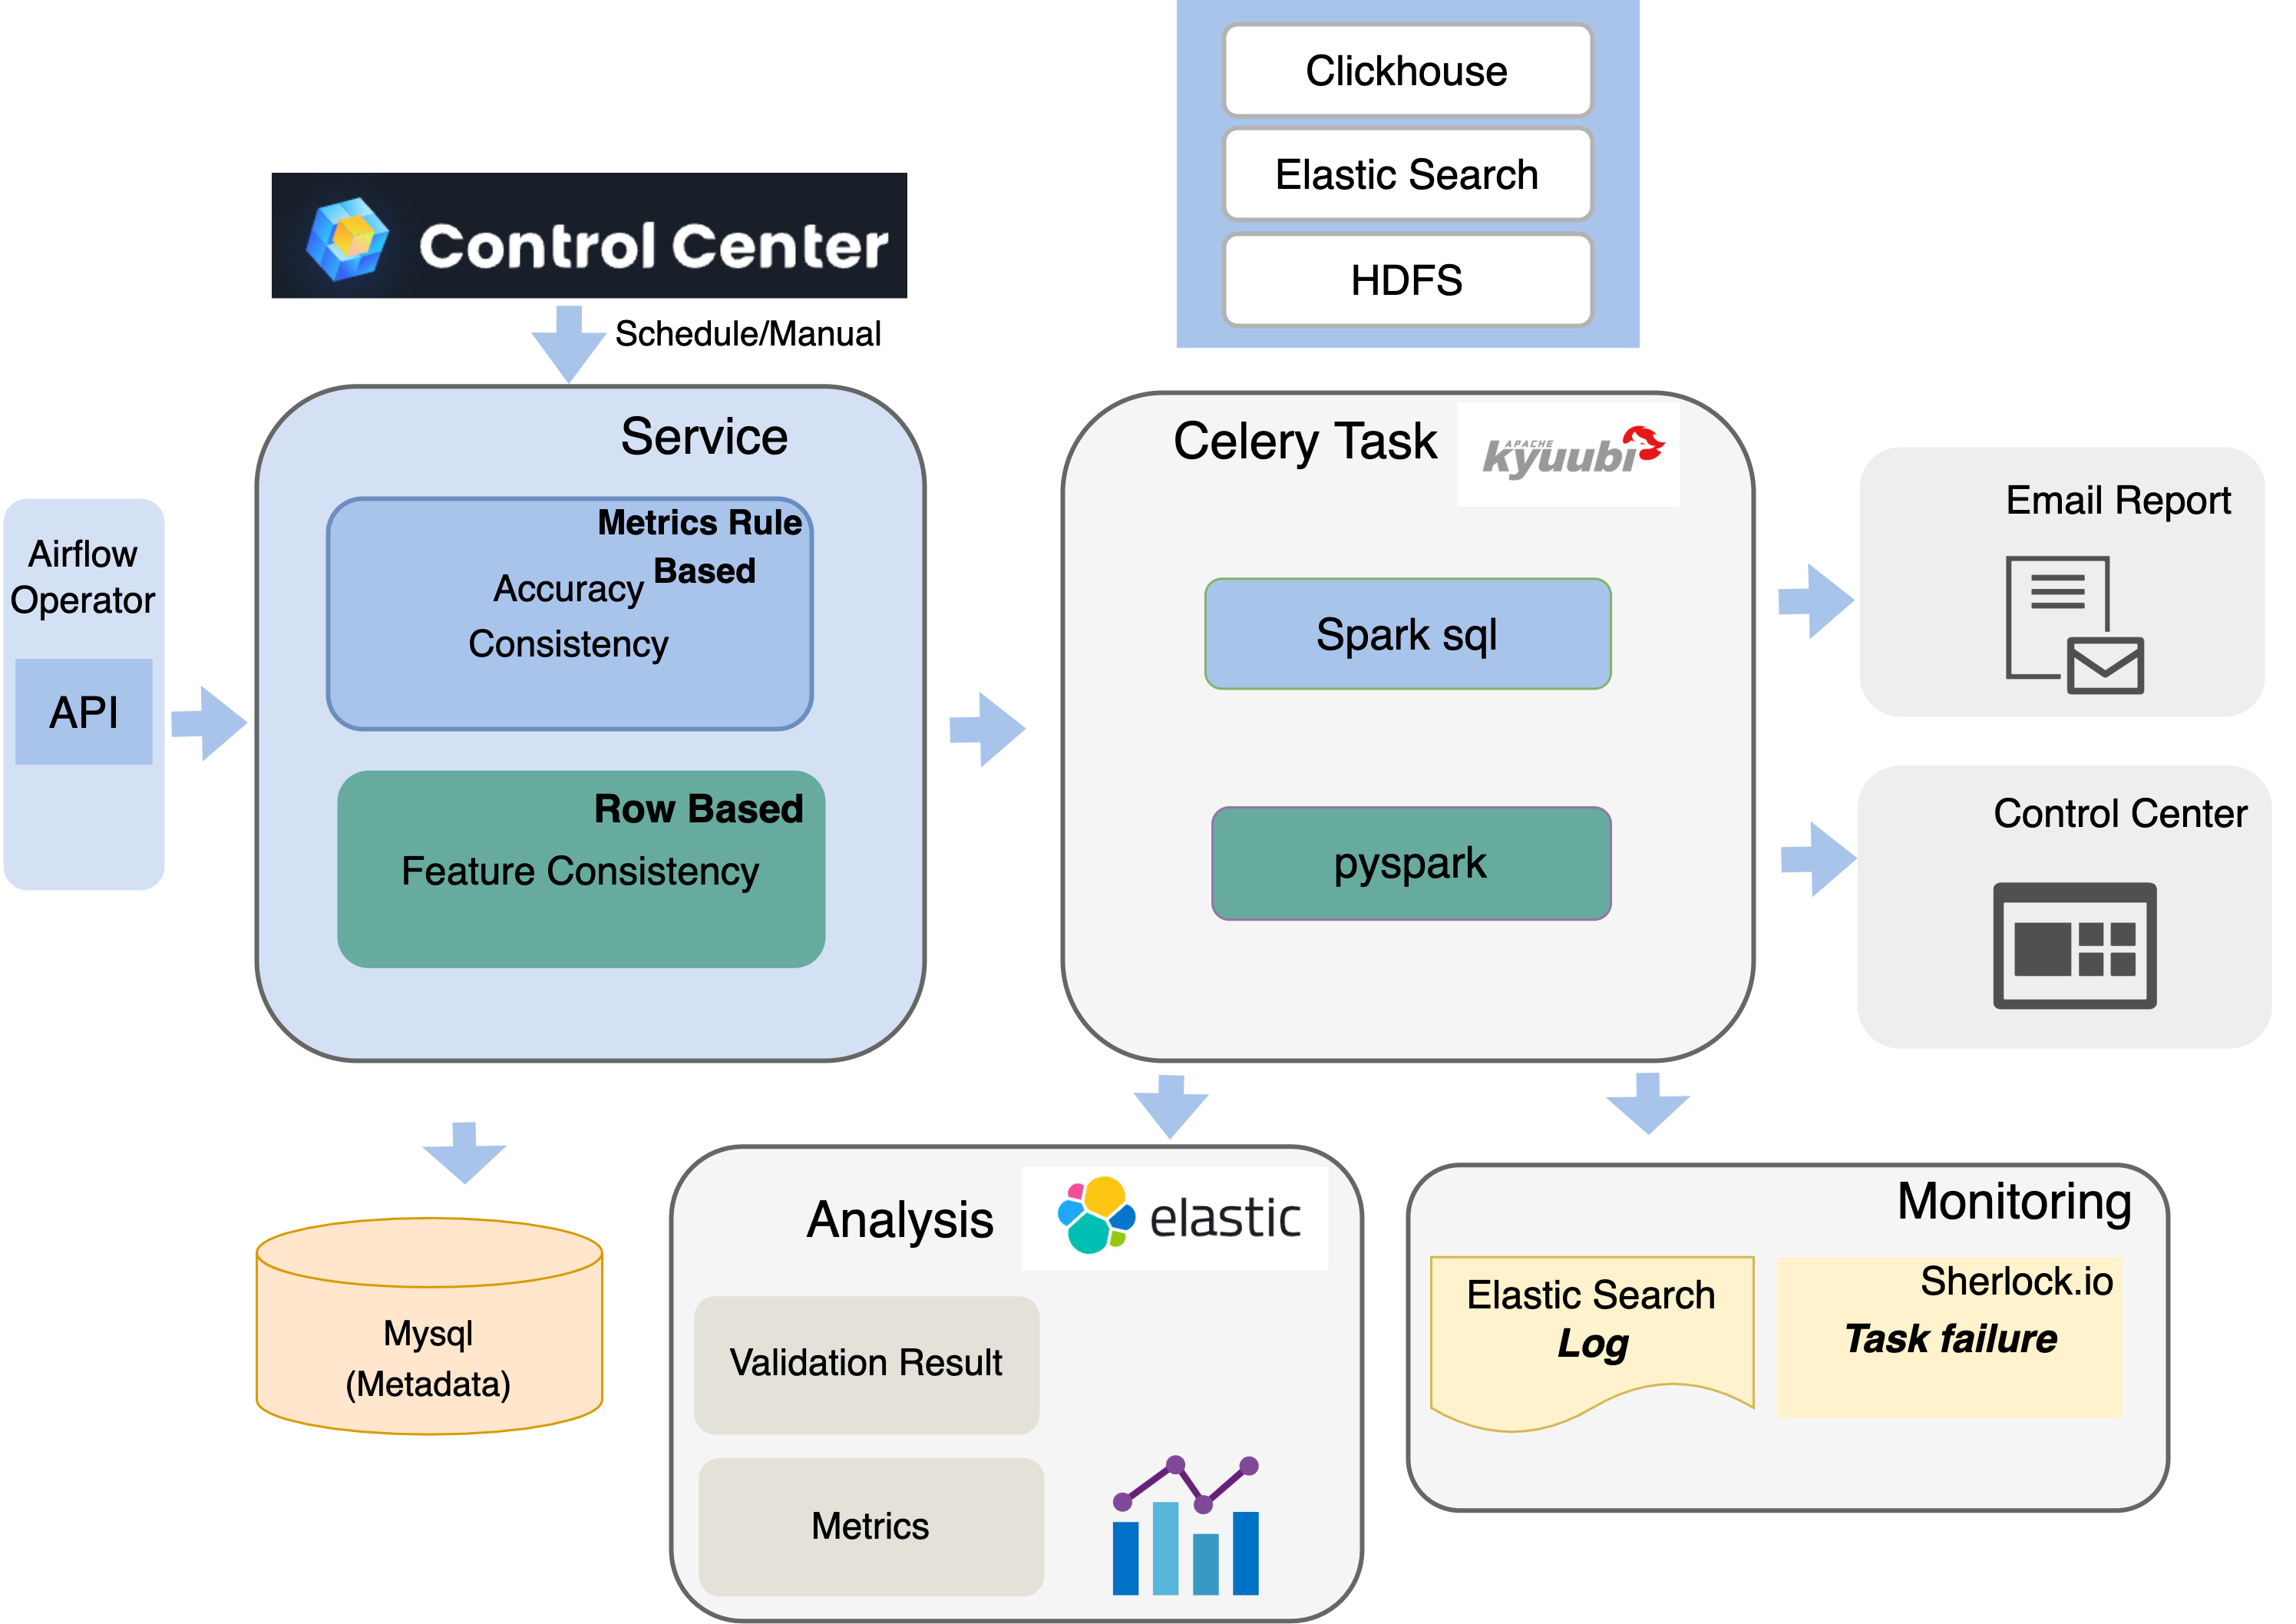 Clickhouse
Elastic Search
HDFS
Control Center
Schedule/Manual
Service
Metrics Rule
Based
Accuracy
Consistency
Row Based
Feature Consistency
Airflow
Operator
API
Celery Task
APACHE
kyuubi
Spark sql
pyspark
Email Report
Control Center
Mysql
(Metadata)
Analysis
elastic
Validation Result
Metrics
Monitoring
Elastic Search
Log
Sherlock.io
Task failure